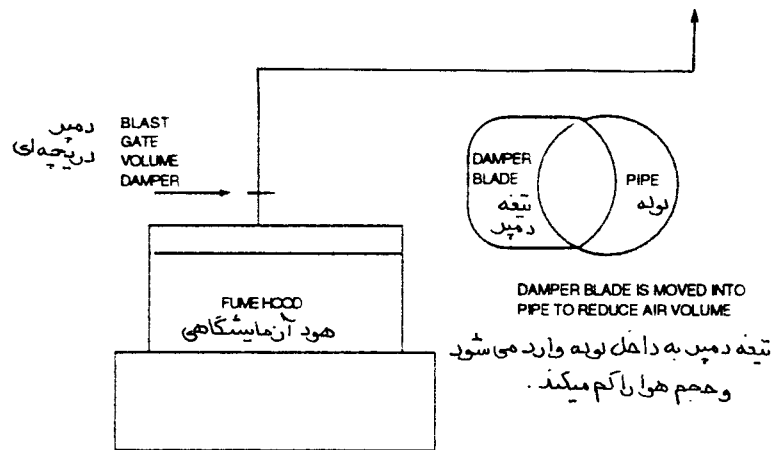 دمپر
دریچه‌ای
BLAST
GATE
VOLUME
DAMPER
DAMPER
BLADE
تیغه
دمپر
PIPE
لوله
FUME HOOD
هود آزمایشگاهی
DAMPER BLADE IS MOVED INTO
PIPE TO REDUCE AIR VOLUME
تیغه دمپر به داخل لوله وارد می شود
و حجم هوا را کم میکند .